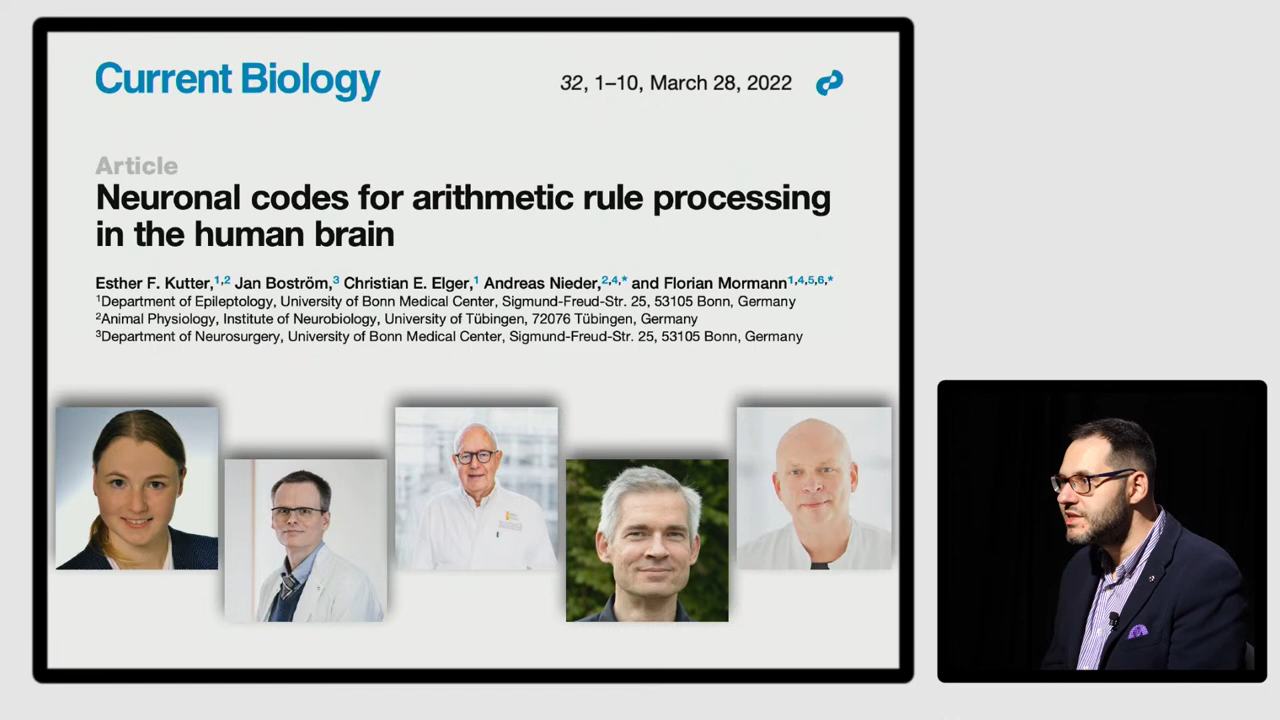 Current Biology
32, 1–10, March 28, 2022
Article
Neuronal codes for arithmetic rule processing
in the human brain
Esther F. Kutter,1,2 Jan Boström,3 Christian E. Elger,1 Andreas Nieder,2,4,* and Florian Mormann1,4,5,6,*
1Department of Epileptology, University of Bonn Medical Center, Sigmund-Freud-Str. 25, 53105 Bonn, Germany
2Animal Physiology, Institute of Neurobiology, University of Tübingen, 72076 Tübingen, Germany
3Department of Neurosurgery, University of Bonn Medical Center, Sigmund-Freud-Str. 25, 53105 Bonn, Germany